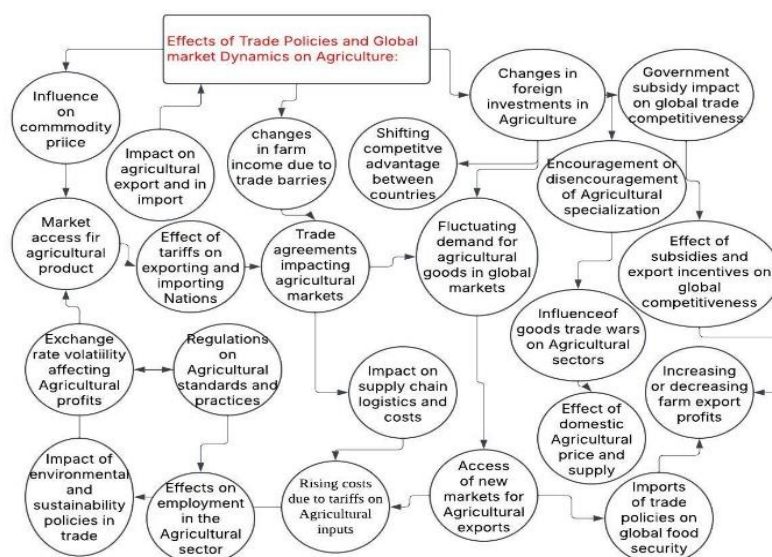 Effects of Trade Policies and Global
market Dynamics on Agriculture:
Influence
on
commmodity
priice
Impact on
agricultural
export and in
import
changes
in farm
income due to
trade barries
Shifting
competitve
advantage
between
countries
Changes in
foreign
investments in
Agriculture
Government
subsidy impact
on global trade
competitiveness
Encouragement or
disencouragement
of Agricultural
specialization
Market
access fir
agricultural
product
Effect of
tariffs on
exporting and
importing
Nations
Trade
agreements
impacting
agricultural
markets
Fluctuating
demand for
agricultural
goods in global
markets
Effect of
subsidies and
export incentives on
global
competitiveness
Exchange
rate volatiility
affecting
Agricultural
profits
Regulations
on
Agricultural
standards and
practices
Impact on
supply chain
logistics and
costs
Influenceof
goods trade wars on
Agricultural
sectors
Increasing
or decreasing
farm export
profits
Effect of
domestic
Agricultural
price and
supply
Impact of
environmental
and
sustainability
policies in
trade
Effects on
employment
in the
Agricultural
sector
Rising costs
due to tariffs on
Agricultural
inputs
Access
of new
markets for
Agricultural
exports
Imports
of trade
policies on
global food
security